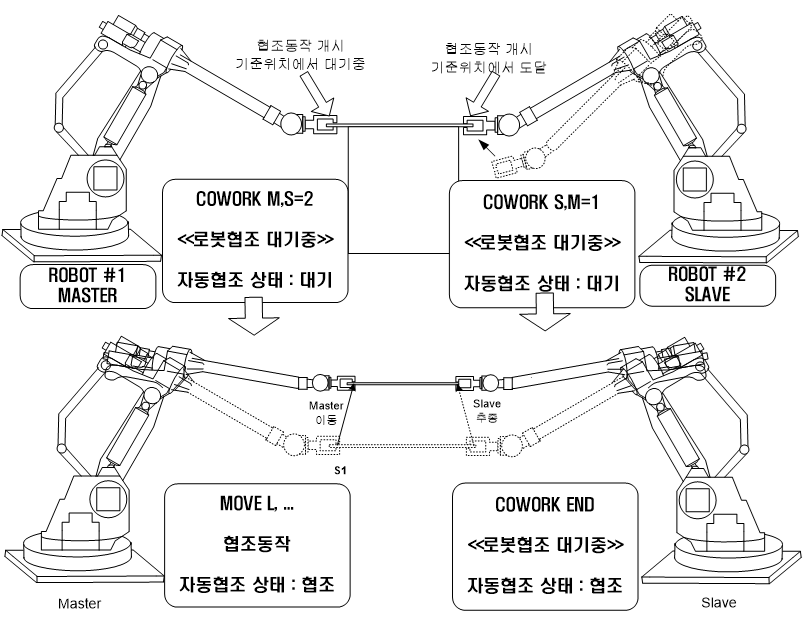 협조동작 개시
기준위치에서 대기중
협조동작 개시
기준위치에서 도달
COWORK M,S=2
≪로봇협조 대기중≫
자동협조 상태 : 대기
COWORK S,M=1
≪로봇협조 대기중≫
자동협조 상태 : 대기
ROBOT #1
MASTER
ROBOT #2
SLAVE
Master
이동
Slave
추종
S1
MOVE L, ...
협조동작
자동협조 상태 : 협조
COWORK END
≪로봇협조 대기중≫
자동협조 상태 : 협조
Master
Slave